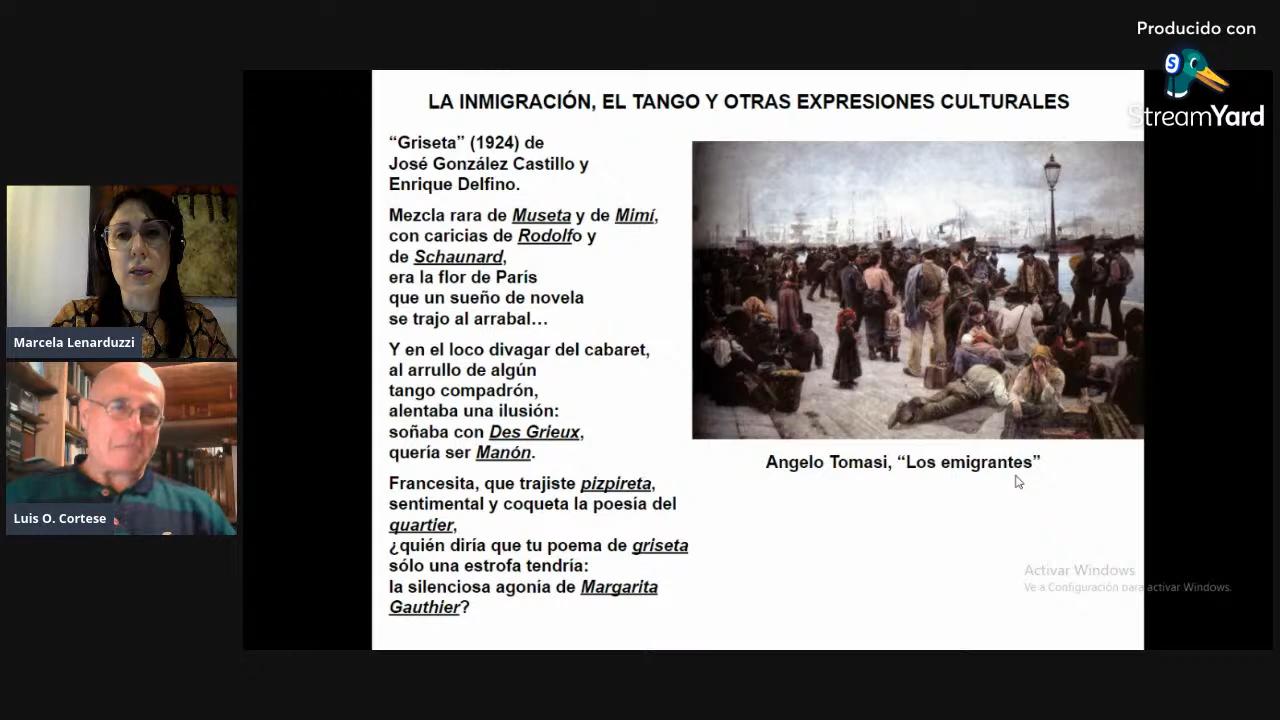 Producido con
StreamYard
LA INMIGRACIÓN, EL TANGO Y OTRAS EXPRESIONES CULTURALES
“Griseta” (1924) de
José González Castillo y
Enrique Delfino.
Mezcla rara de Museta y de Mimí,
con caricias de Rodolfo y
de Schaunard,
era la flor de París
que un sueño de novela
se trajo al arrabal…
Y en el loco divagar del cabaret,
al arrullo de algún
tango compadrón,
alentaba una ilusión:
soñaba con Des Grieux,
quería ser Manón.
Francesita, que trajiste pizpireta,
sentimental y coqueta la poesía del
quartier,
¿quién diría que tu poema de griseta
sólo una estrofa tendría:
la silenciosa agonía de Margarita
Gauthier?
Angelo Tomasi, “Los emigrantes”
Marcela Lenarduzzi
Luis O. Cortese
Activar Windows
Ve a Configuración para activar Windows.